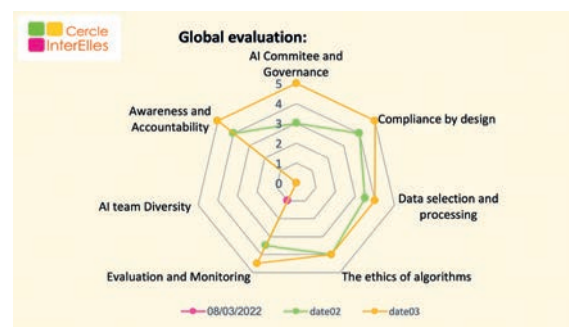 Cercle
InterElles
Global evaluation:
AI Commitee and
Governance
5
4
3
2
1
0
Awareness and
Accountability
Compliance by design
AI team Diversity
Data selection and
processing
Evaluation and Monitoring
The ethics of algorithms
08/03/2022
date02
date03